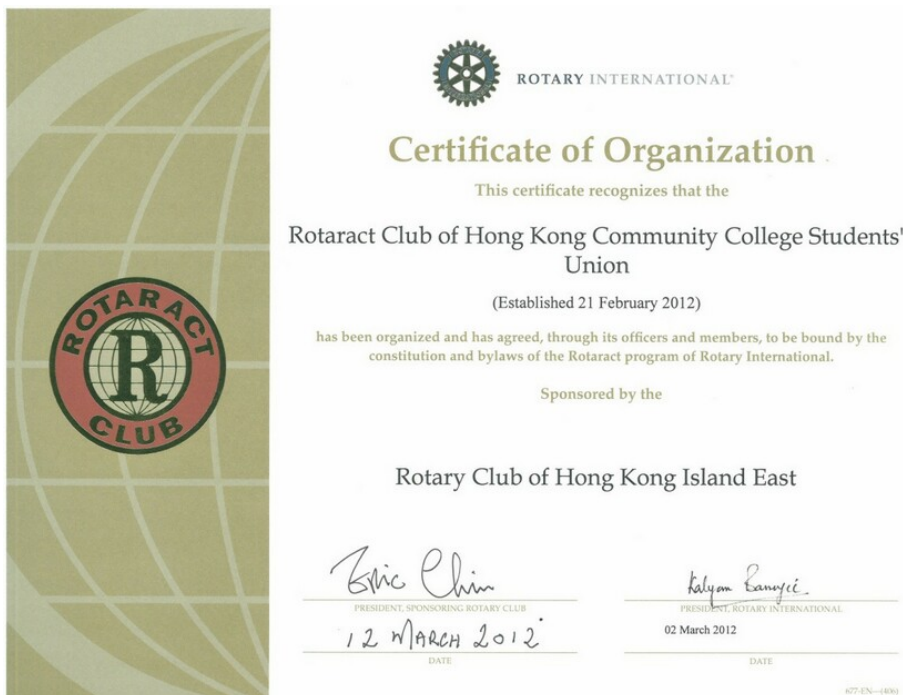 ROTARY INTERNATIONAL®
Certificate of Organization
This certificate recognizes that the
Rotaract Club of Hong Kong Community College Students'
Union
(Established 21 February 2012)
has been organized and has agreed, through its officers and members, to be bound by the
constitution and bylaws of the Rotaract program of Rotary International.
Sponsored by the
ROTARACT
R
CLUB
Rotary Club of Hong Kong Island East
Eric Chin
PRESIDENT, SPONSORING ROTARY CLUB
12 MARCH 2012
DATE
Kalyan Banerjee
PRESIDENT, ROTARY INTERNATIONAL
02 March 2012
DATE
677-EN—(406)